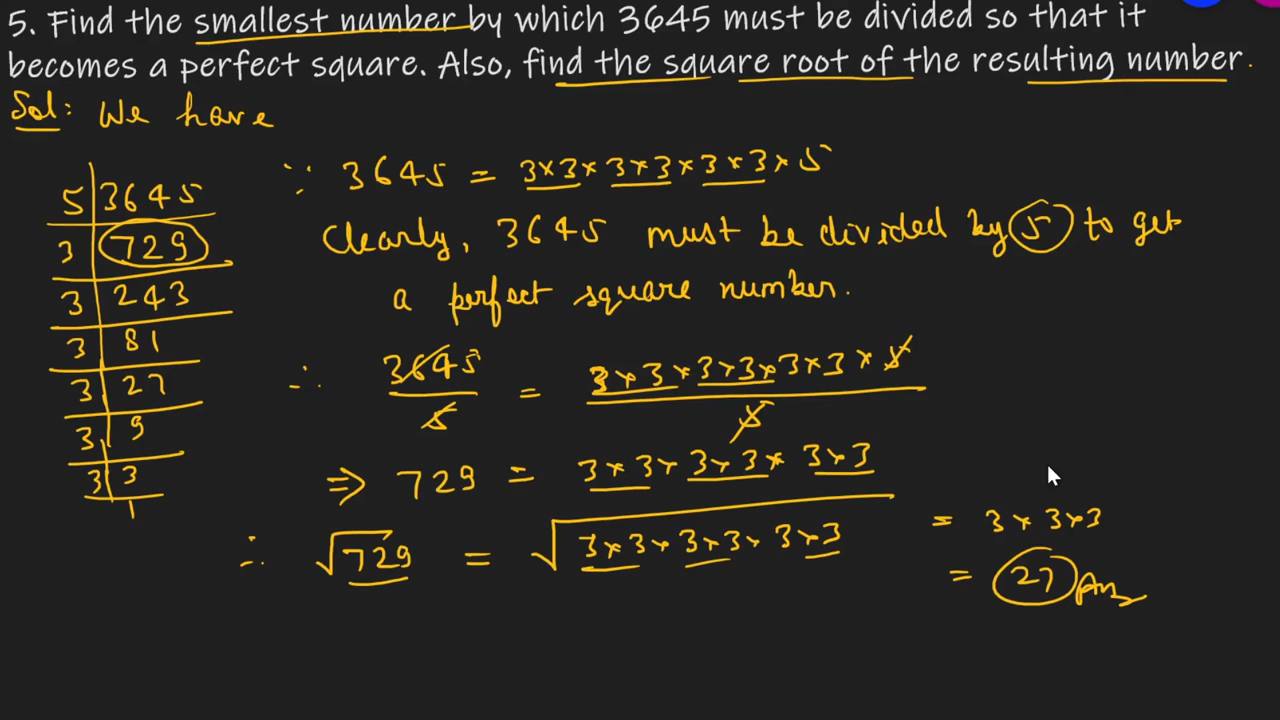 5. Find the smallest number by which 3645 must be divided so that it
becomes a perfect square. Also, find the square root of the resulting number.
Sol: We have
5 | 3645
3 | 729
3 | 243
3 | 81
3 | 27
3 | 9
3 | 3
1
∵ 3645 = 3×3×3×3×3×3×5
Clearly, 3645 must be divided by 5 to get
a perfect square number.
∴ 3645/5 = 3×3×3×3×3×3×5/5
⇒ 729 = 3×3×3×3×3×3
∴ √729 = √3×3×3×3×3×3
= 3×3×3
= 27 Ans